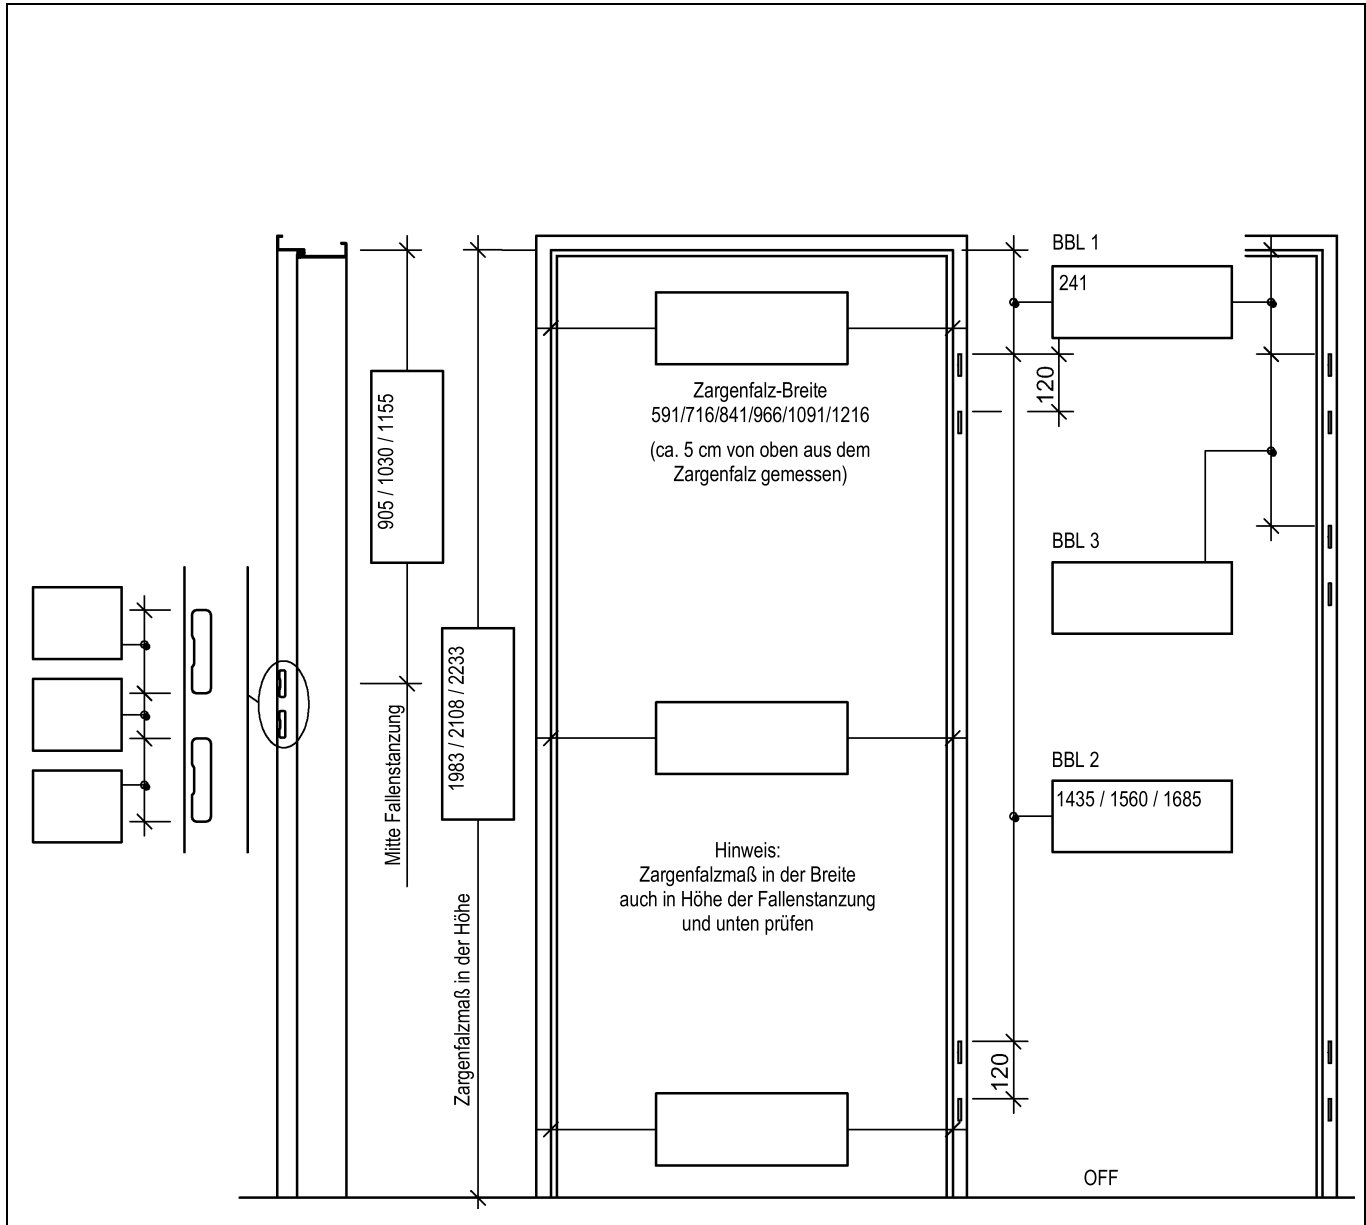 BBL 1
241
120
905 / 1030 / 1155
Zargenfalz-Breite
591/716/841/966/1091/1216
(ca. 5 cm von oben aus dem
Zargenfalz gemessen)
BBL 3
1983 / 2108 / 2233
Mitte Fallenstanzung
BBL 2
1435 / 1560 / 1685
Hinweis:
Zargenfalzmaß in der Breite
auch in Höhe der Fallenstanzung
und unten prüfen
Zargenfalzmaß in der Höhe
120
OFF